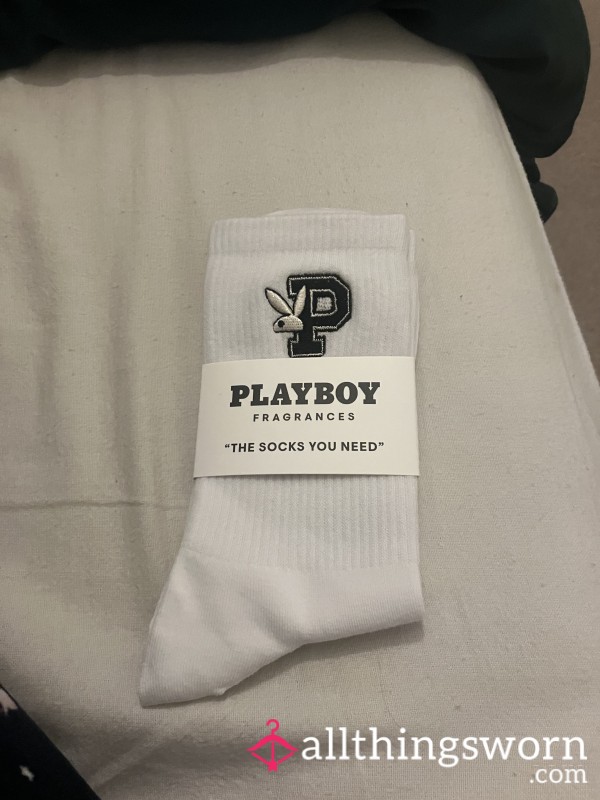 P
PLAYBOY
FRAGRANCES
“THE SOCKS YOU NEED”
allthingsworn
.com